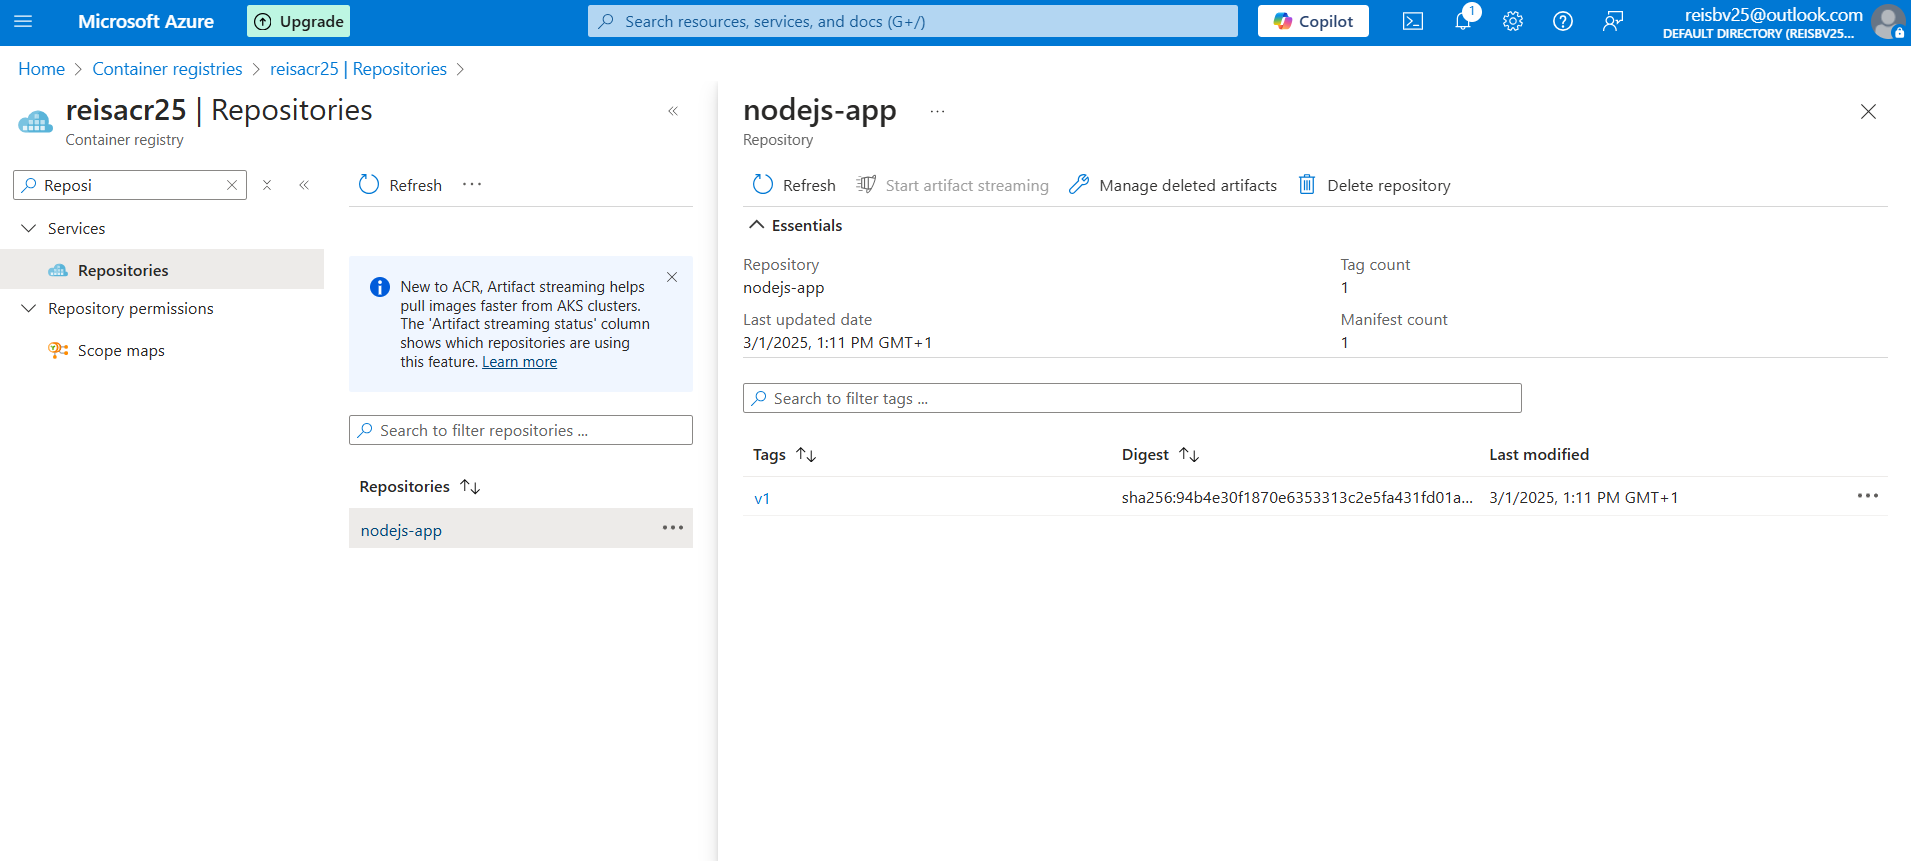 Microsoft Azure
Upgrade
Search resources, services, and docs (G+/)
Copilot
1
reisbv25@outlook.com
DEFAULT DIRECTORY (REISBV25...
Home > Container registries > reisacr25 | Repositories >
reisacr25 | Repositories
Container registry
Reposi
Services
Repositories
Repository permissions
Scope maps
Refresh ...
New to ACR, Artifact streaming helps
pull images faster from AKS clusters.
The 'Artifact streaming status' column
shows which repositories are using
this feature. Learn more
Search to filter repositories ...
Repositories
nodejs-app
nodejs-app ...
Repository
Refresh
Start artifact streaming
Manage deleted artifacts
Delete repository
Essentials
Repository
nodejs-app
Last updated date
3/1/2025, 1:11 PM GMT+1
Tag count
1
Manifest count
1
Search to filter tags ...
Tags Digest Last modified
v1 sha256:94b4e30f1870e6353313c2e5fa431fd01a... 3/1/2025, 1:11 PM GMT+1